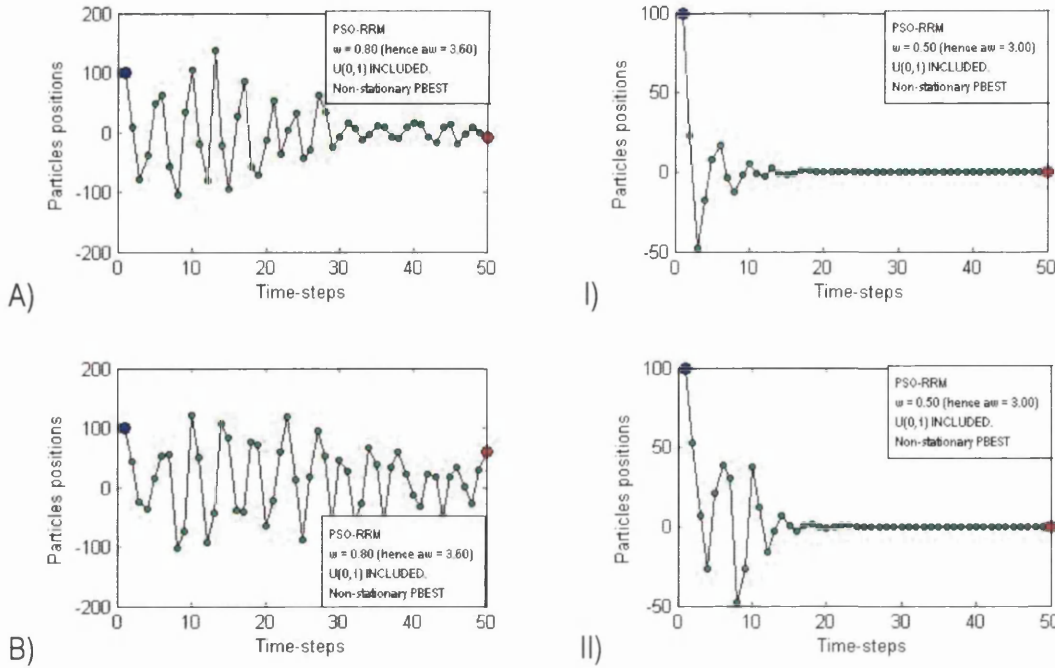 200
100
0
-100
-200
Particles positions
PSO-RRM
w = 0.80 (hence aw = 3.60)
U(0,1) INCLUDED.
Non-stationary PBEST
0 10 20 30 40 50
Time-steps
A)
100
50
0
-50
Particles positions
PSO-RRM
w = 0.50 (hence aw = 3.00)
U(0,1) INCLUDED.
Non-stationary PBEST
0 10 20 30 40 50
Time-steps
I)
200
100
0
-100
-200
Particles positions
PSO-RRM
w = 0.80 (hence aw = 3.60)
U(0,1) INCLUDED.
Non-stationary PBEST
0 10 20 30 40 50
Time-steps
B)
100
50
0
-50
Particles positions
PSO-RRM
w = 0.50 (hence aw = 3.00)
U(0,1) INCLUDED.
Non-stationary PBEST
0 10 20 30 40 50
Time-steps
II)